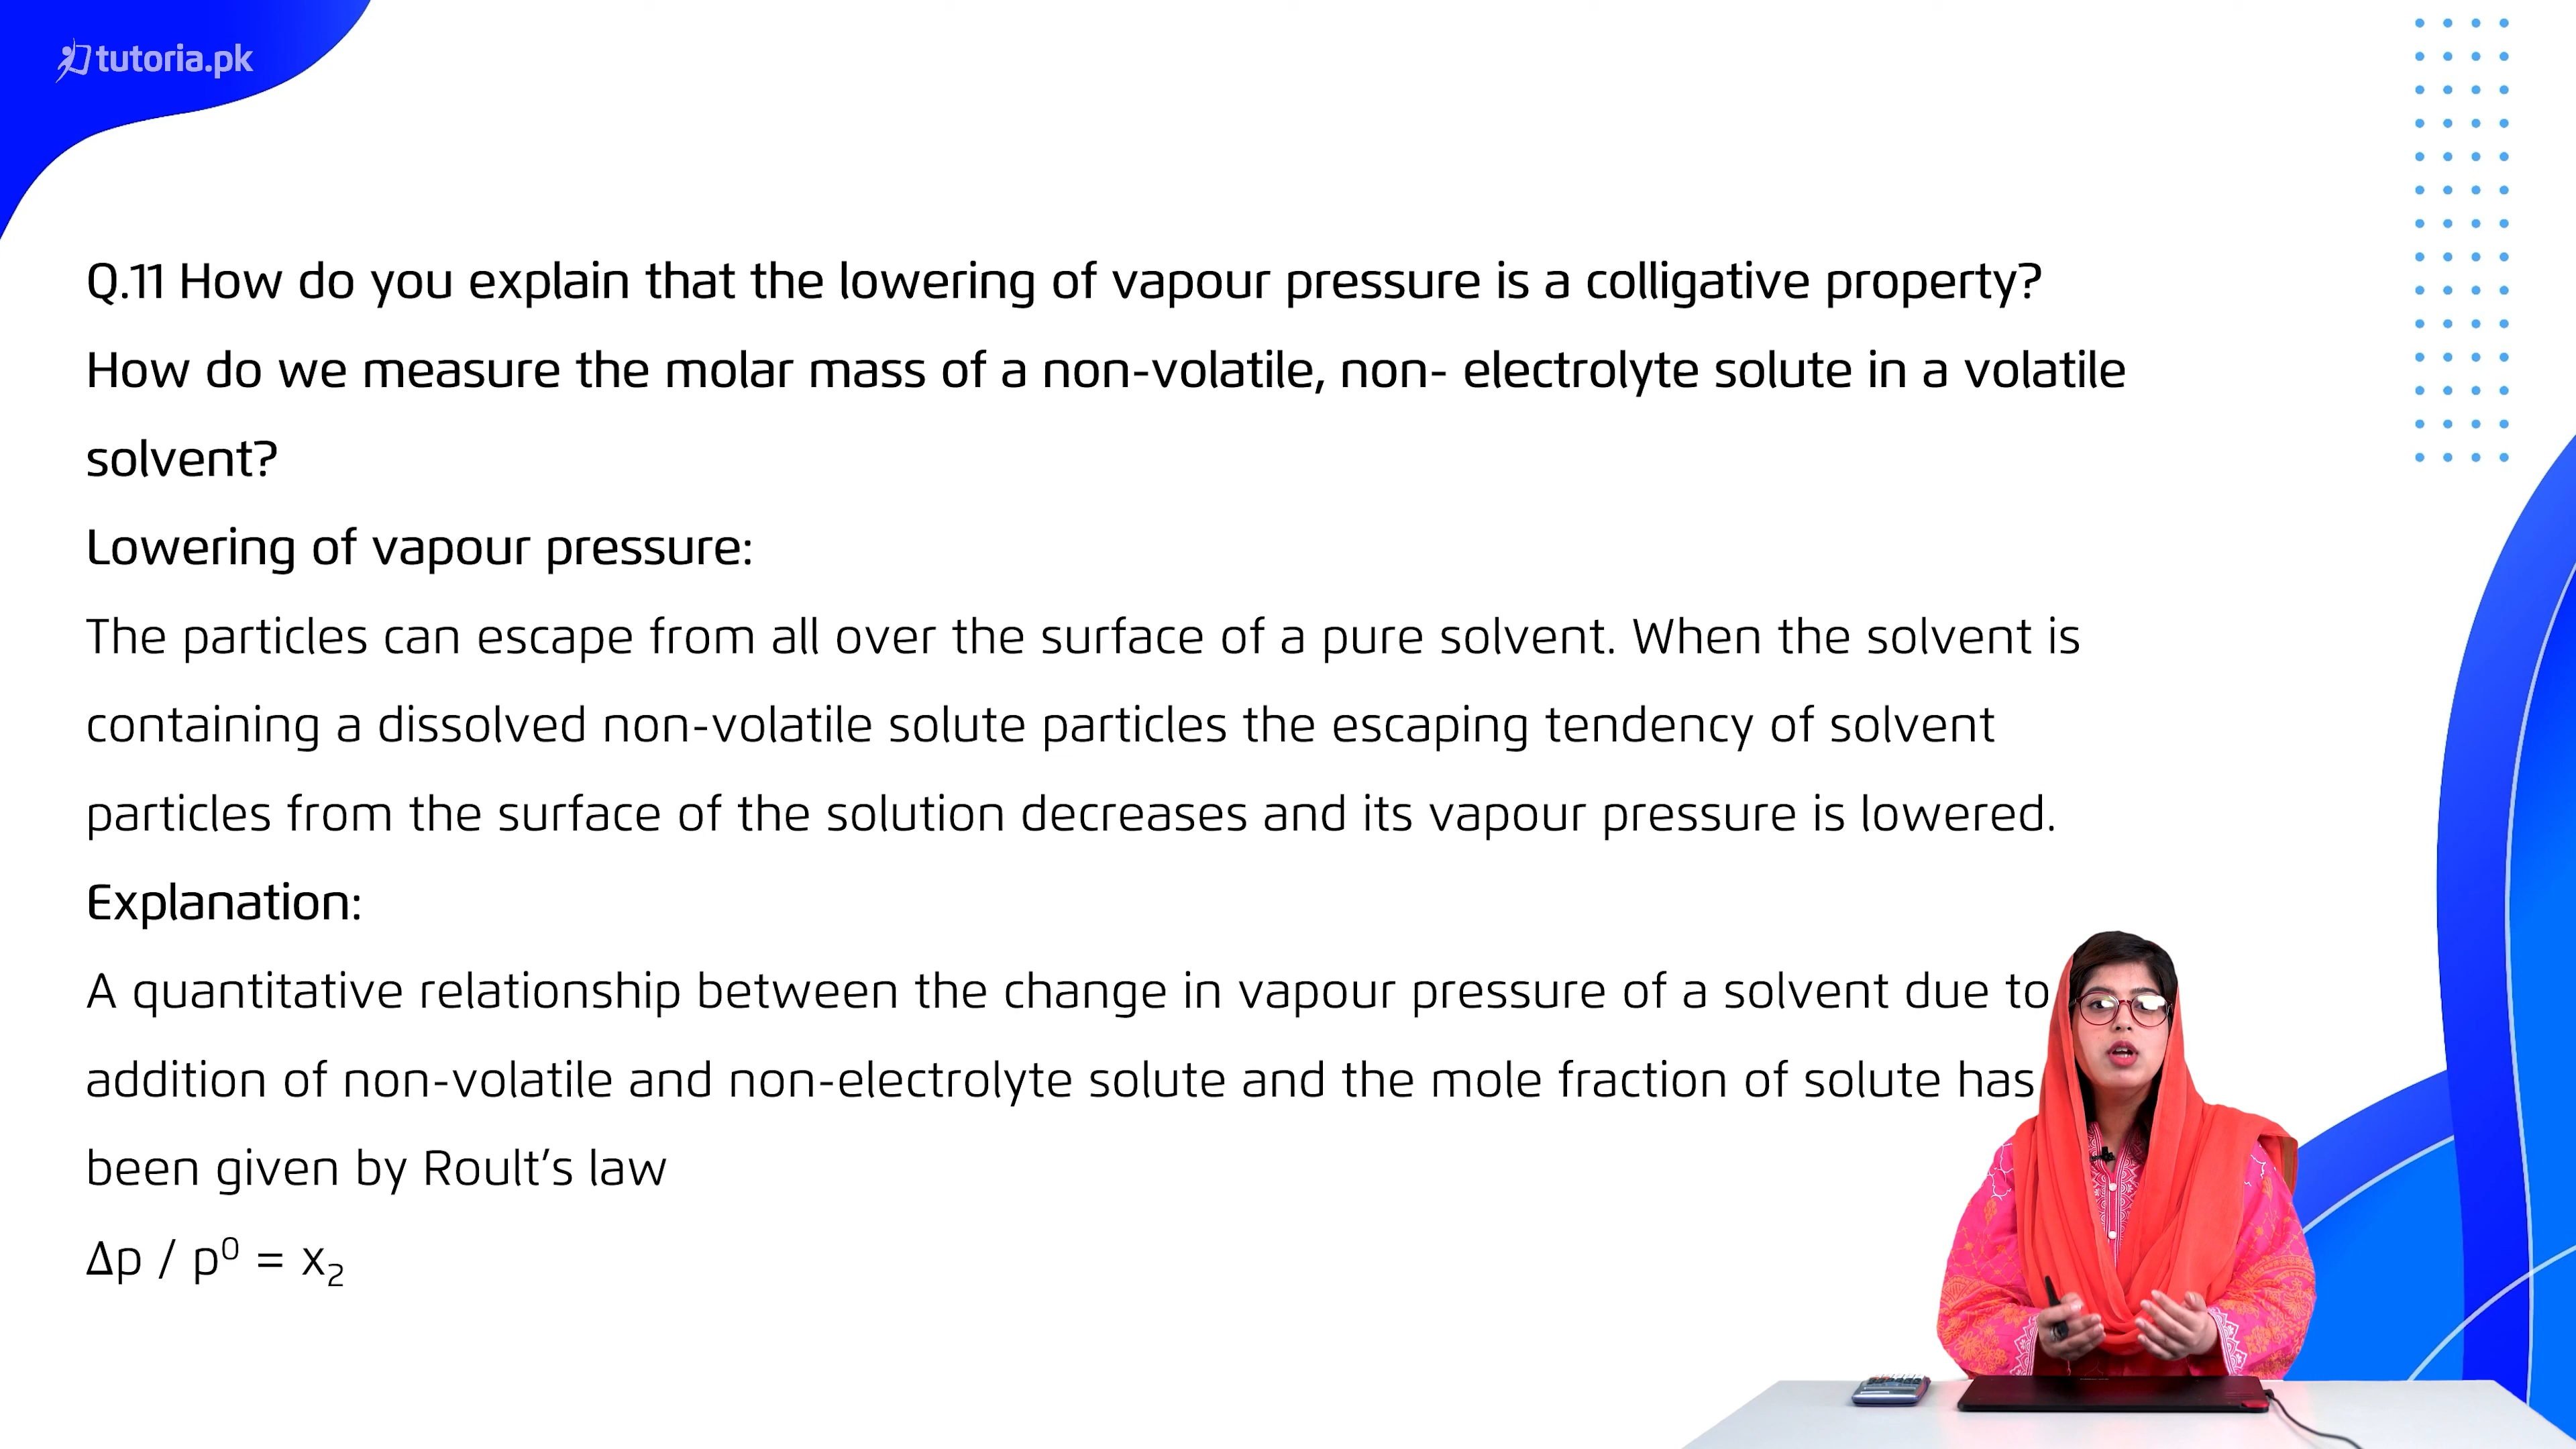 tutoria.pk
Q.11 How do you explain that the lowering of vapour pressure is a colligative property?
How do we measure the molar mass of a non-volatile, non- electrolyte solute in a volatile
solvent?
Lowering of vapour pressure:
The particles can escape from all over the surface of a pure solvent. When the solvent is
containing a dissolved non-volatile solute particles the escaping tendency of solvent
particles from the surface of the solution decreases and its vapour pressure is lowered.
Explanation:
A quantitative relationship between the change in vapour pressure of a solvent due to
addition of non-volatile and non-electrolyte solute and the mole fraction of solute has
been given by Roult’s law
Δp / p⁰ = x₂